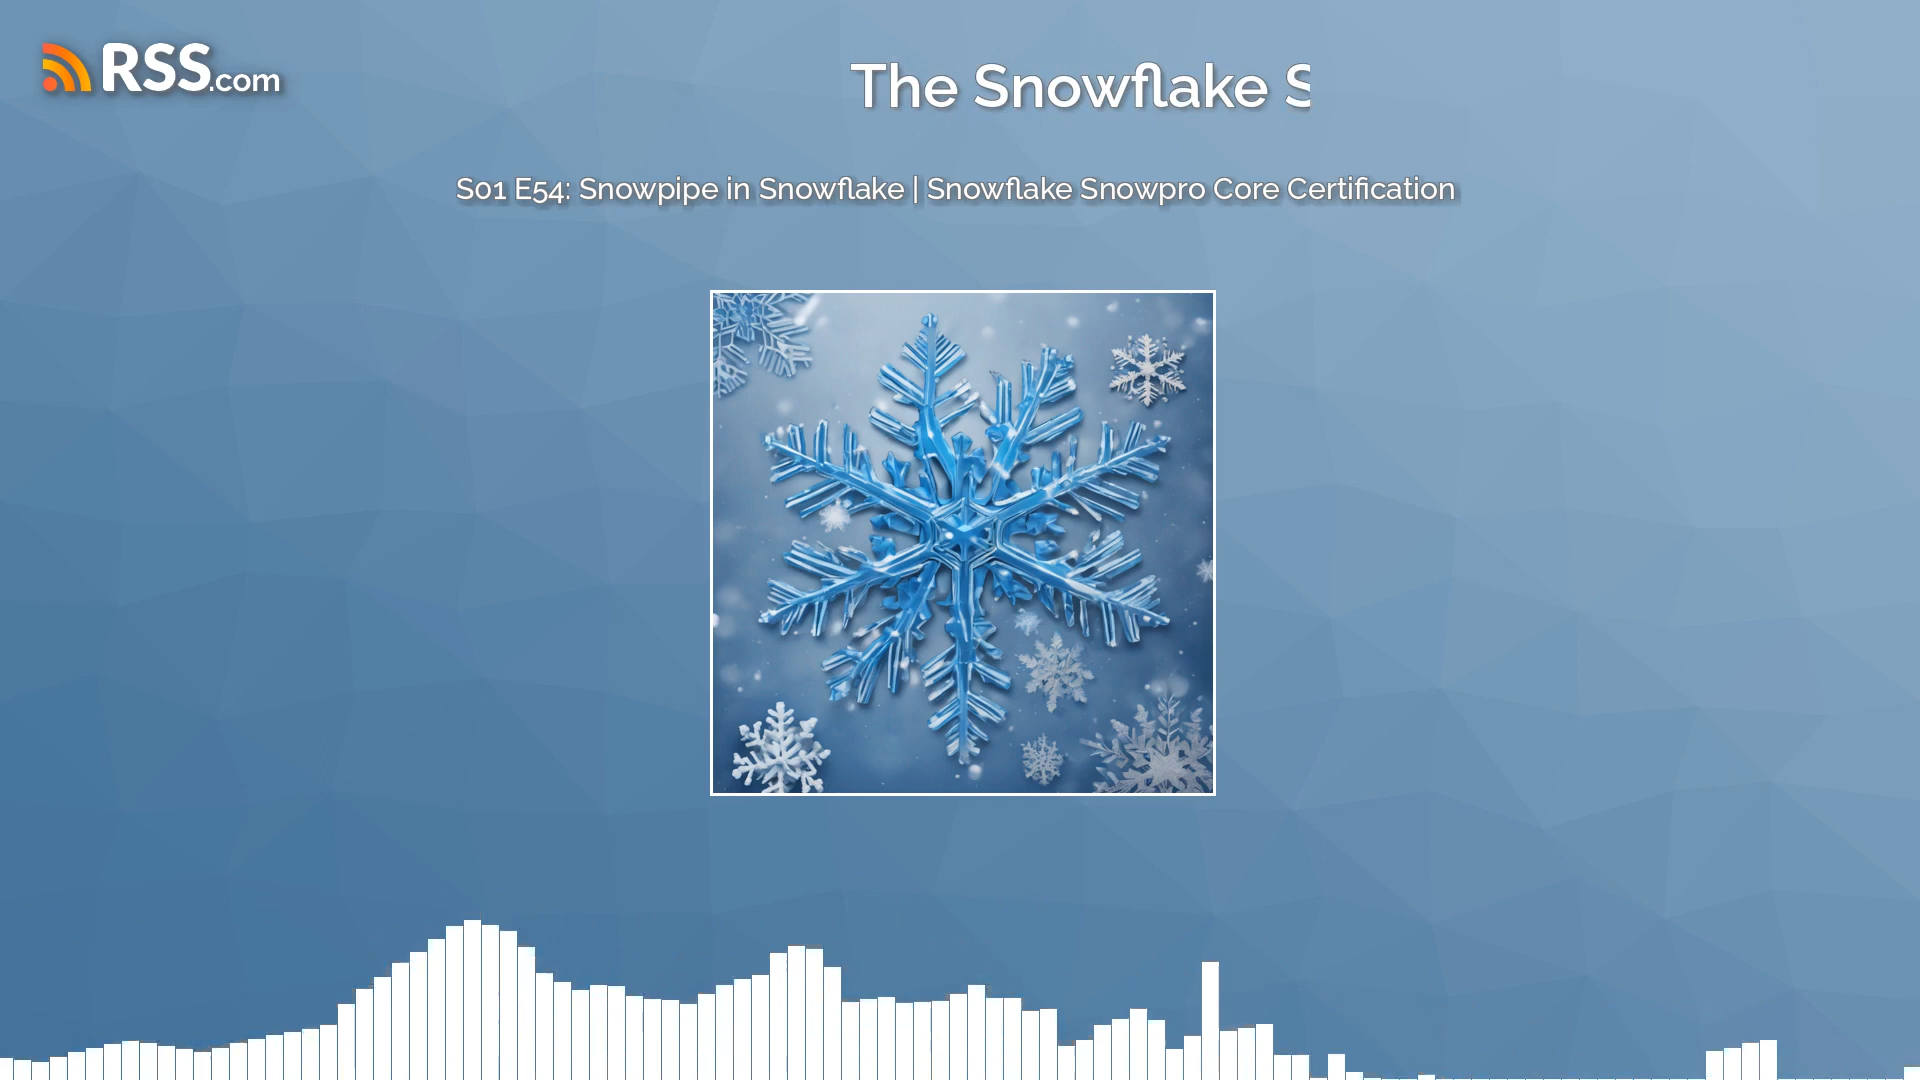 RSS.com
The Snowflake S
S01 E54: Snowpipe in Snowflake | Snowflake Snowpro Core Certification